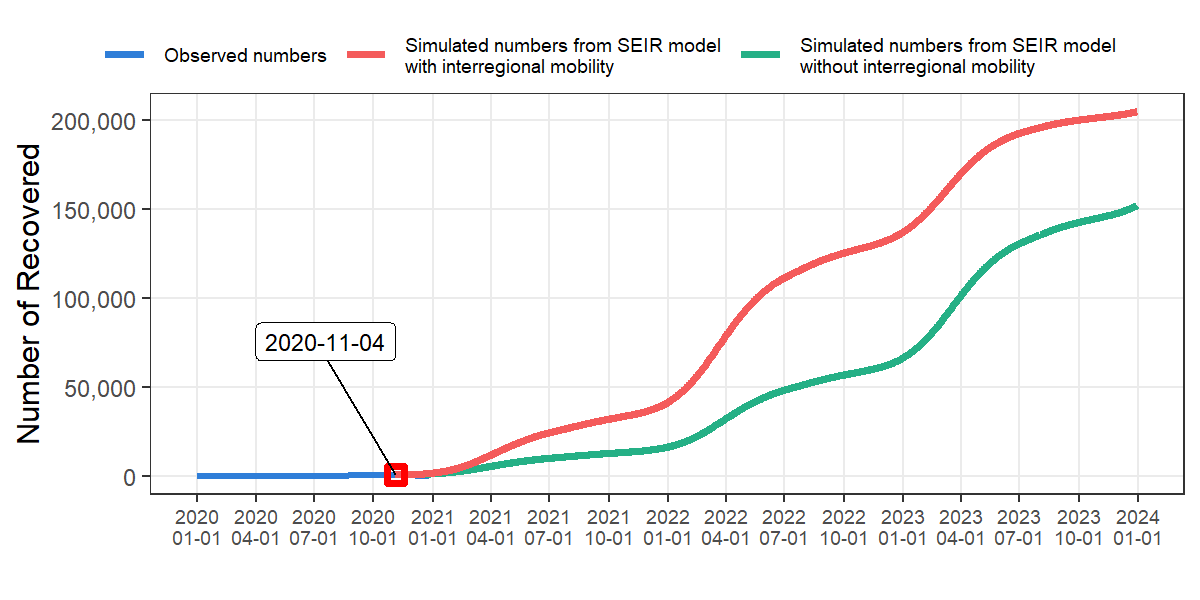 Observed numbers
Simulated numbers from SEIR model
with interregional mobility
Simulated numbers from SEIR model
without interregional mobility
Number of Recovered
200,000
150,000
100,000
50,000
0
2020-11-04
2020 2020 2020 2020 2021 2021 2021 2021 2022 2022 2022 2022 2023 2023 2023 2023 2024
01-01 04-01 07-01 10-01 01-01 04-01 07-01 10-01 01-01 04-01 07-01 10-01 01-01 04-01 07-01 10-01 01-01